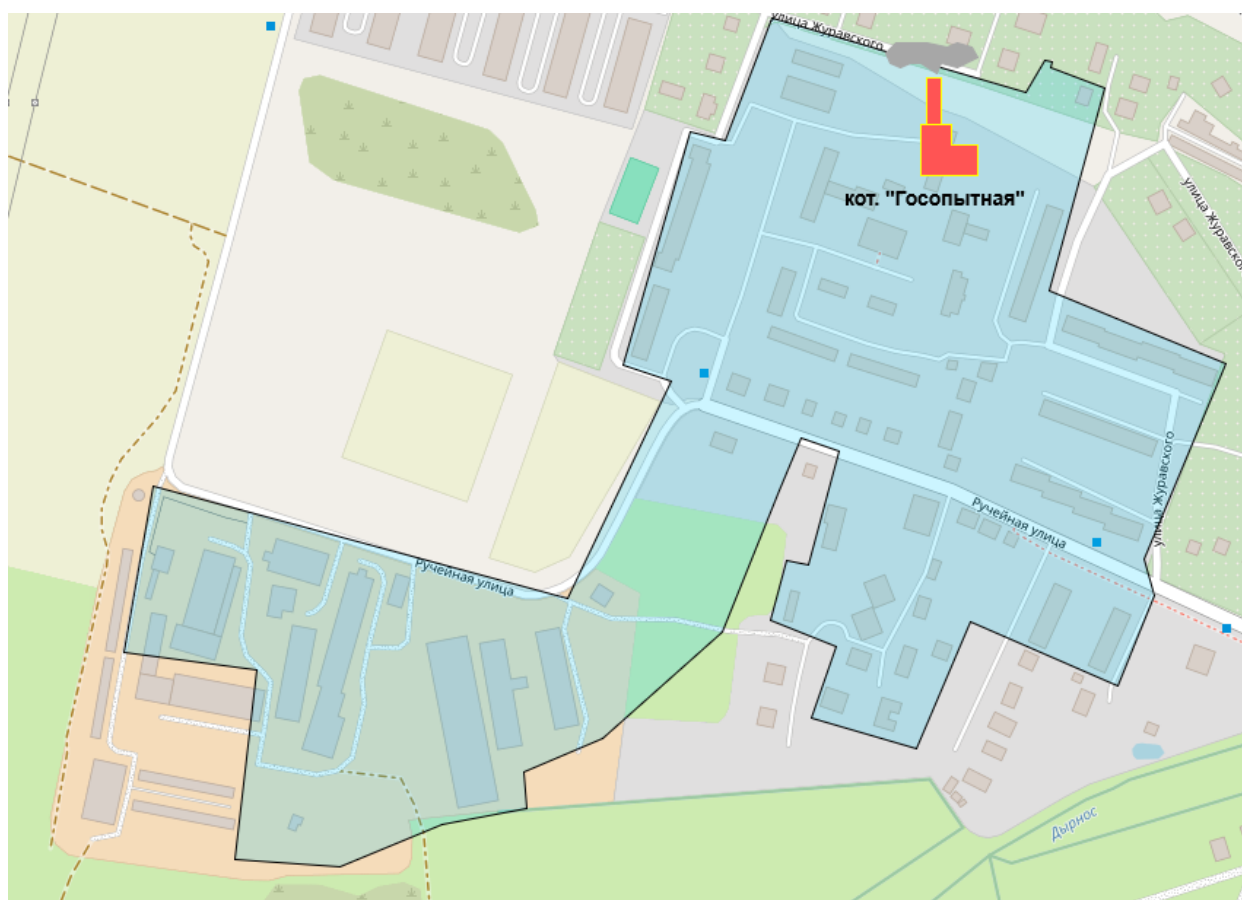 улица Журавского
кот. "Госопытная"
улица Журавского
улица Журавского
Ручейная улица
Ручейная улица
Дырнос